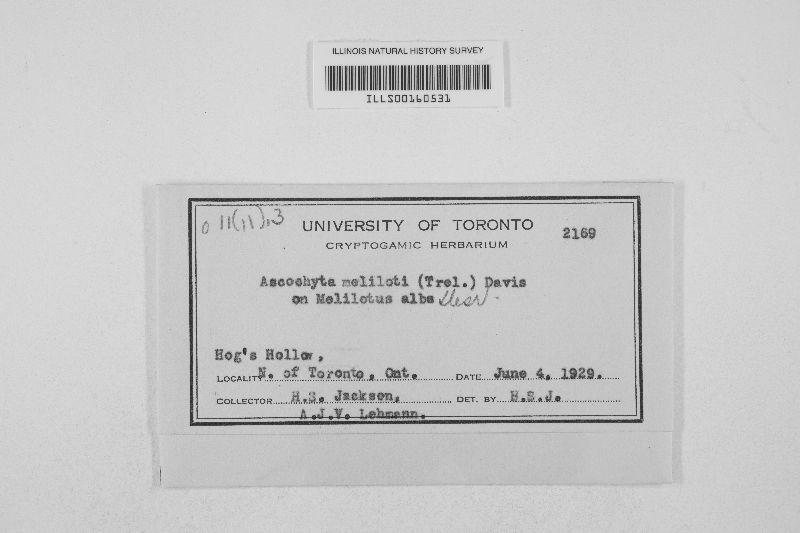 ILLINOIS NATURAL HISTORY SURVEY
ILLS00160531
UNIVERSITY OF TORONTO
CRYPTOGAMIC HERBARIUM
2169
Ascochyta meliloti (Trel.) Davis
on Melilotus alba Desr.
Hog's Hollow,
LOCALITY N. of Toronto, Ont. DATE June 4, 1929.
COLLECTOR H.S. Jackson, DET. BY H.S.J.
A.J.V. Lehmann.